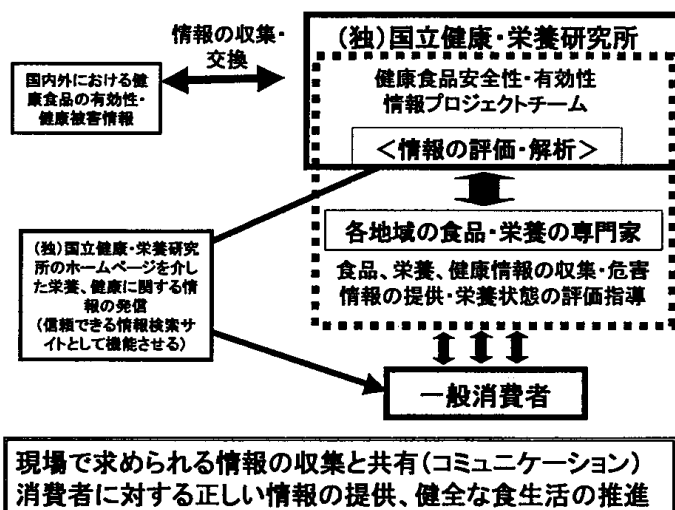 情報の収集・
交換
(独)国立健康・栄養研究所
国内外における健
康食品の有効性・
健康被害情報
健康食品安全性・有効性
情報プロジェクトチーム
＜情報の評価・解析＞
各地域の食品・栄養の専門家
食品、栄養、健康情報の収集・危害
情報の提供・栄養状態の評価指導
(独)国立健康・栄養研究
所のホームページを介し
た栄養、健康に関する情
報の発信
(信頼できる情報検索サ
イトとして機能させる)
一般消費者
現場で求められる情報の収集と共有(コミュニケーション)
消費者に対する正しい情報の提供、健全な食生活の推進